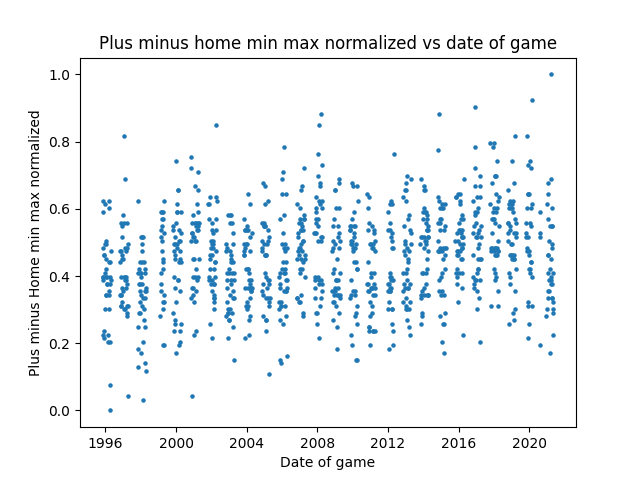 Plus minus home min max normalized vs date of game
Plus minus Home min max normalized
1.0
0.8
0.6
0.4
0.2
0.0
1996 2000 2004 2008 2012 2016 2020
Date of game